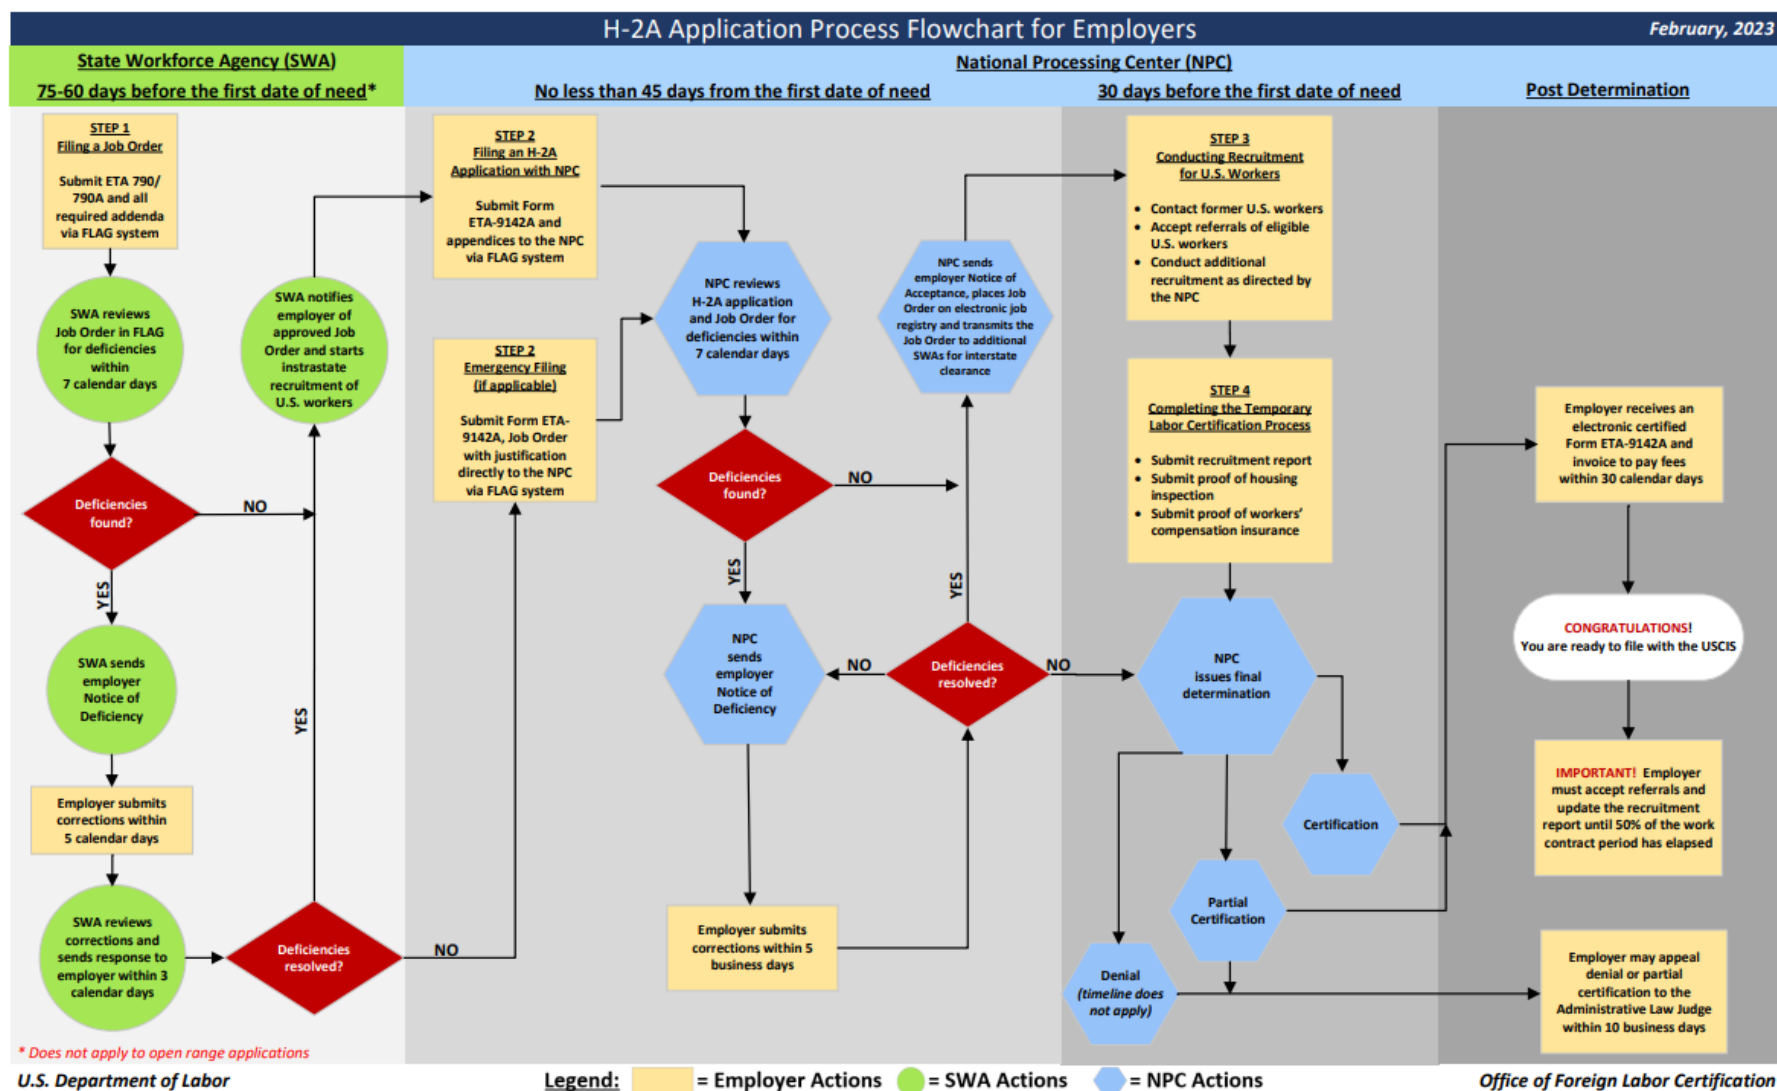 H-2A Application Process Flowchart for Employers
February, 2023
State Workforce Agency (SWA)
75-60 days before the first date of need*
National Processing Center (NPC)
No less than 45 days from the first date of need
30 days before the first date of need
Post Determination
STEP 1
Filing a Job Order
Submit ETA 790/
790A and all
required addenda
via FLAG system
SWA reviews
Job Order in FLAG
for deficiencies
within
7 calendar days
Deficiencies
found?
NO
YES
SWA sends
employer
Notice of
Deficiency
Employer submits
corrections within
5 calendar days
SWA reviews
corrections and
sends response to
employer within 3
calendar days
Deficiencies
resolved?
YES
NO
SWA notifies
employer of
approved Job
Order and starts
instrastate
recruitment of
U.S. workers
STEP 2
Filing an H-2A
Application with NPC
Submit Form
ETA-9142A and
appendices to the NPC
via FLAG system
STEP 2
Emergency Filing
(if applicable)
Submit Form ETA-
9142A, Job Order
with justification
directly to the NPC
via FLAG system
NPC reviews
H-2A application
and Job Order for
deficiencies within
7 calendar days
Deficiencies
found?
NO
YES
NPC
sends
employer
Notice of
Deficiency
Employer submits
corrections within 5
business days
Deficiencies
resolved?
NO
YES
NO
NPC sends
employer Notice of
Acceptance, places Job
Order on electronic job
registry and transmits the
Job Order to additional
SWAs for interstate
clearance
STEP 3
Conducting Recruitment
for U.S. Workers
• Contact former U.S. workers
• Accept referrals of eligible
U.S. workers
• Conduct additional
recruitment as directed by
the NPC
STEP 4
Completing the Temporary
Labor Certification Process
• Submit recruitment report
• Submit proof of housing
inspection
• Submit proof of workers'
compensation insurance
NPC
issues final
determination
Certification
Partial
Certification
Denial
(timeline does
not apply)
Employer receives an
electronic certified
Form ETA-9142A and
invoice to pay fees
within 30 calendar days
CONGRATULATIONS!
You are ready to file with the USCIS
IMPORTANT! Employer
must accept referrals and
update the recruitment
report until 50% of the work
contract period has elapsed
Employer may appeal
denial or partial
certification to the
Administrative Law Judge
within 10 business days
* Does not apply to open range applications
U.S. Department of Labor
Legend: = Employer Actions = SWA Actions = NPC Actions
Office of Foreign Labor Certification